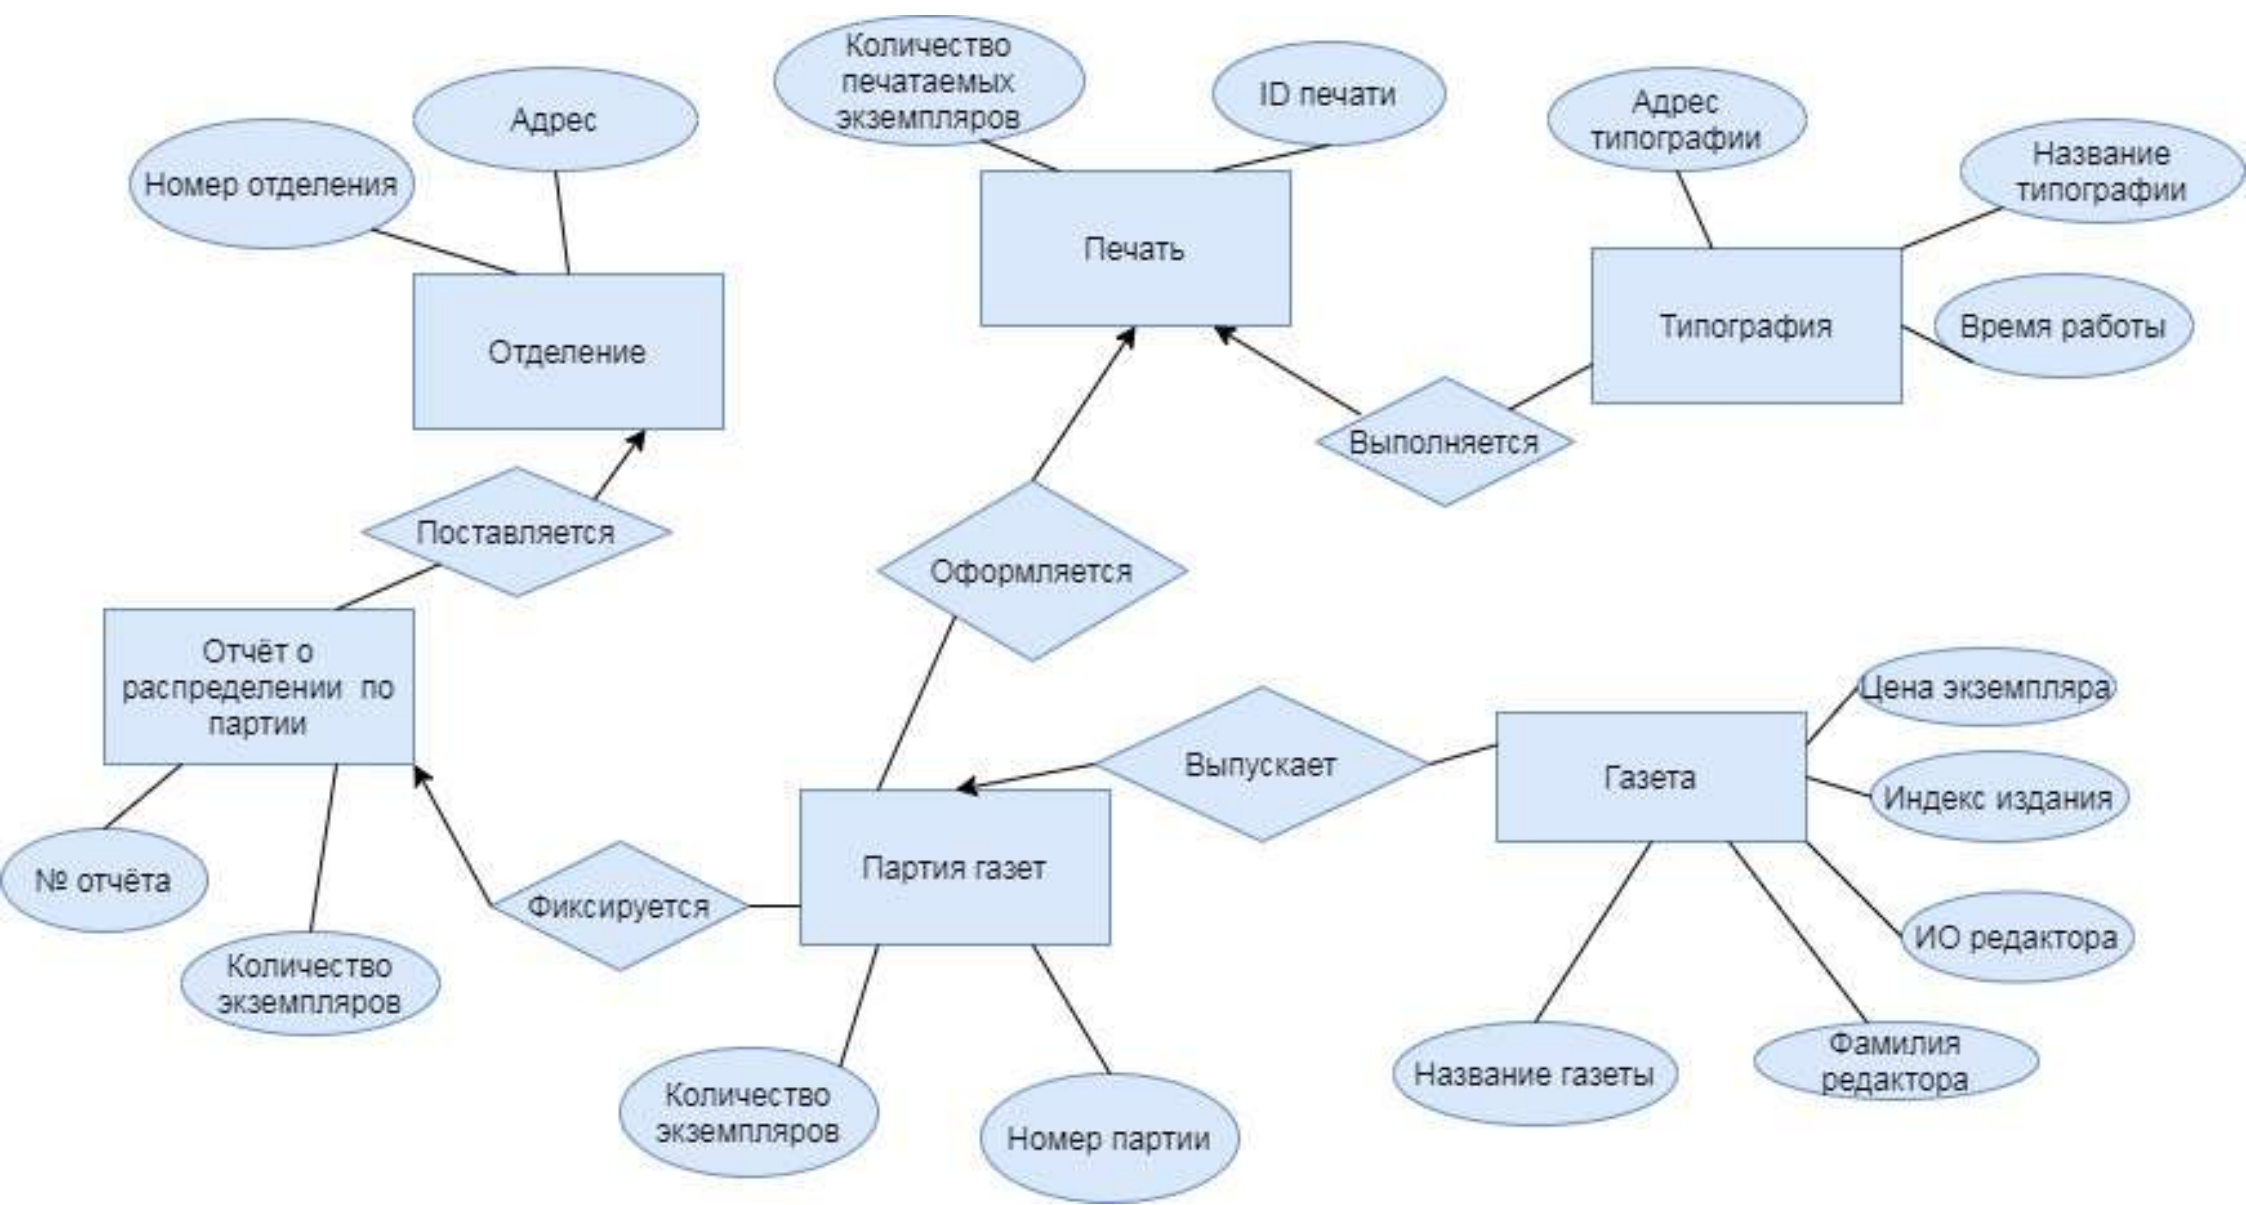 Количество
печатаемых
экземпляров
ID печати
Адрес
Номер отделения
Адрес
типографии
Название
типографии
Печать
Отделение
Типография
Время работы
Выполняется
Поставляется
Оформляется
Отчёт о
распределении по
партии
Цена экземпляра
Выпускает
Газета
Индекс издания
Партия газет
№ отчёта
Фиксируется
ИО редактора
Количество
экземпляров
Название газеты
Фамилия
редактора
Количество
экземпляров
Номер партии